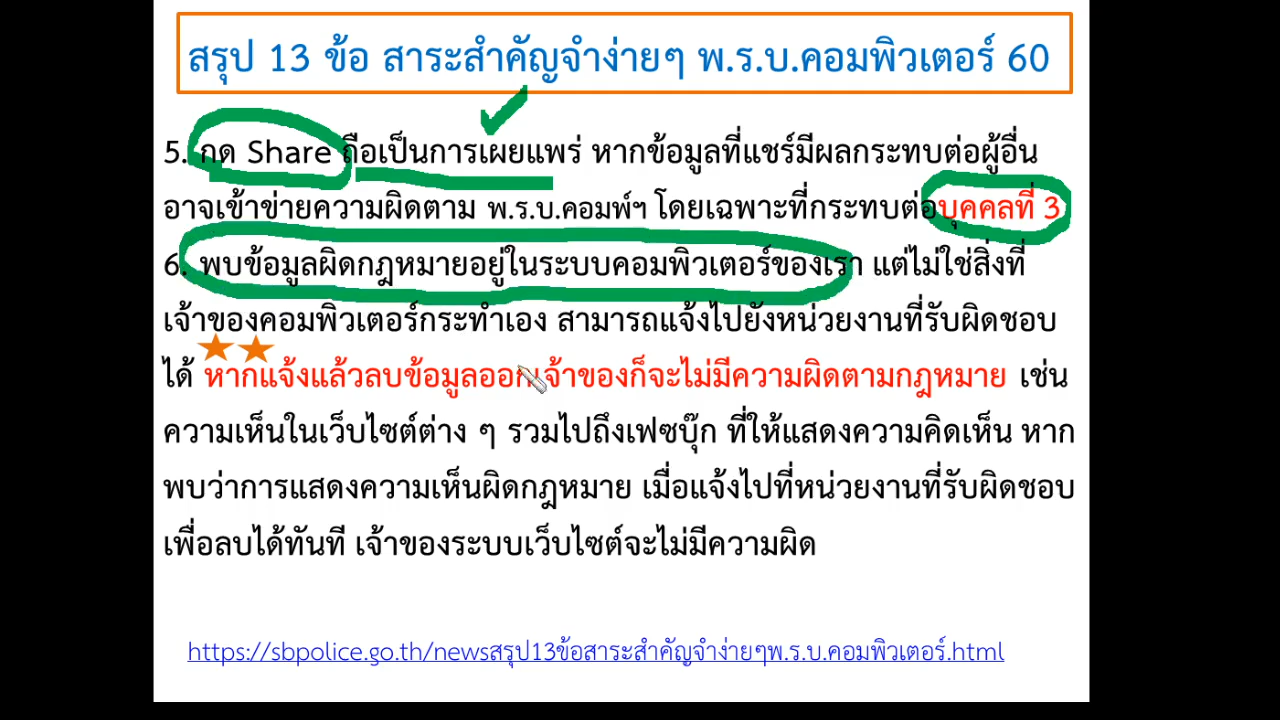 สรุป 13 ข้อ สาระสำคัญจำง่ายๆ พ.ร.บ.คอมพิวเตอร์ 60
5. กด Share ถือเป็นการเผยแพร่ หากข้อมูลที่แชร์มีผลกระทบต่อผู้อื่น
อาจเข้าข่ายความผิดตาม พ.ร.บ.คอมพ์ฯ โดยเฉพาะที่กระทบต่อบุคคลที่ 3
6. พบข้อมูลผิดกฎหมายอยู่ในระบบคอมพิวเตอร์ของเรา แต่ไม่ใช่สิ่งที่
เจ้าของคอมพิวเตอร์กระทำเอง สามารถแจ้งไปยังหน่วยงานที่รับผิดชอบ
ได้ หากแจ้งแล้วลบข้อมูลออกเจ้าของก็จะไม่มีความผิดตามกฎหมาย เช่น
ความเห็นในเว็บไซต์ต่าง ๆ รวมไปถึงเฟซบุ๊ก ที่ให้แสดงความคิดเห็น หาก
พบว่าการแสดงความเห็นผิดกฎหมาย เมื่อแจ้งไปที่หน่วยงานที่รับผิดชอบ
เพื่อลบได้ทันที เจ้าของระบบเว็บไซต์จะไม่มีความผิด
https://sbpolice.go.th/newsสรุป13ข้อสาระสำคัญจำง่ายๆพ.ร.บ.คอมพิวเตอร์.html